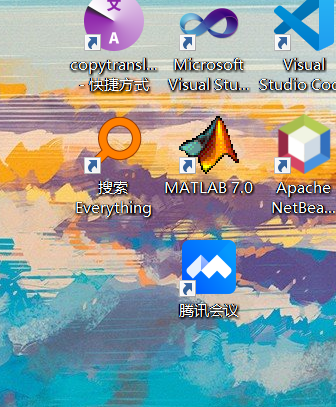 文
A
copytransl...
- 快捷方式
Microsoft
Visual Stu...
Visual
Studio Cod
搜索
Everything
MATLAB 7.0
Apache
NetBea...
腾讯会议